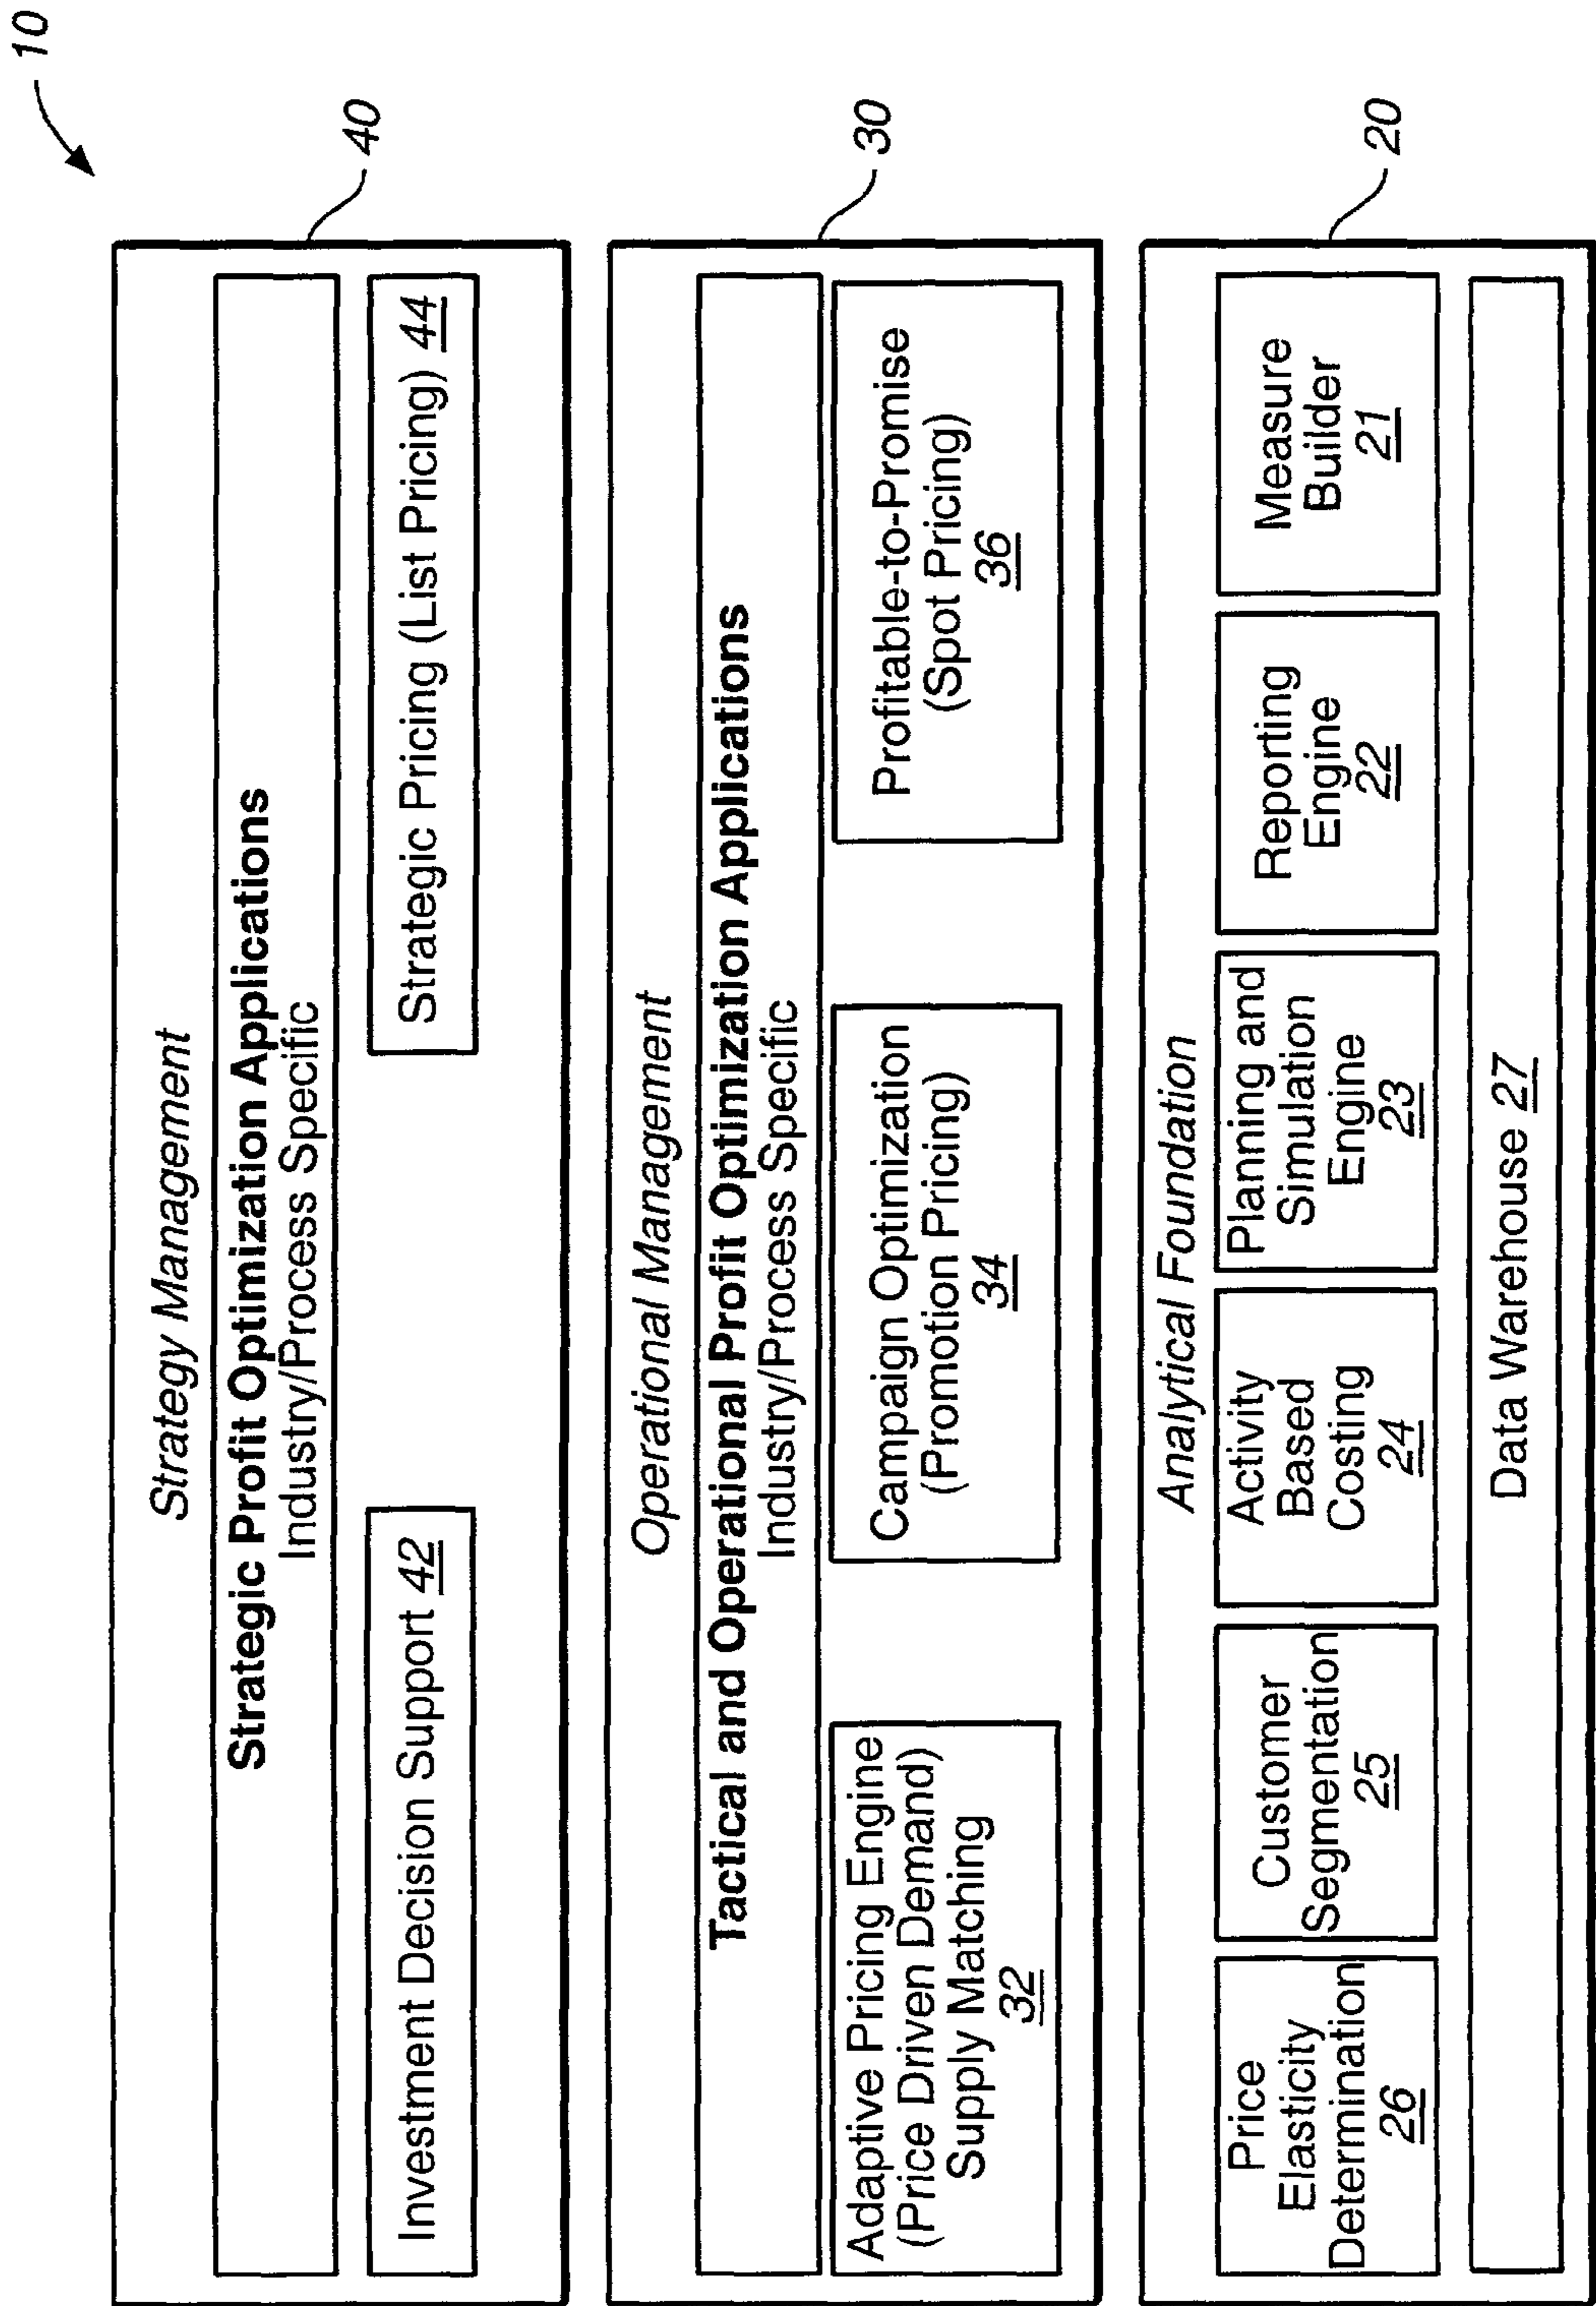 10
Strategy Management
Strategic Profit Optimization Applications
Industry/Process Specific
Investment Decision Support 42
Strategic Pricing (List Pricing) 44
40
Operational Management
Tactical and Operational Profit Optimization Applications
Industry/Process Specific
Adaptive Pricing Engine
(Price Driven Demand)
Supply Matching
32
Campaign Optimization
(Promotion Pricing)
34
Profitable-to-Promise
(Spot Pricing)
36
30
Analytical Foundation
Price
Elasticity
Determination
26
Customer
Segmentation
25
Activity
Based
Costing
24
Planning and
Simulation
Engine
23
Reporting
Engine
22
Measure
Builder
21
Data Warehouse 27
20